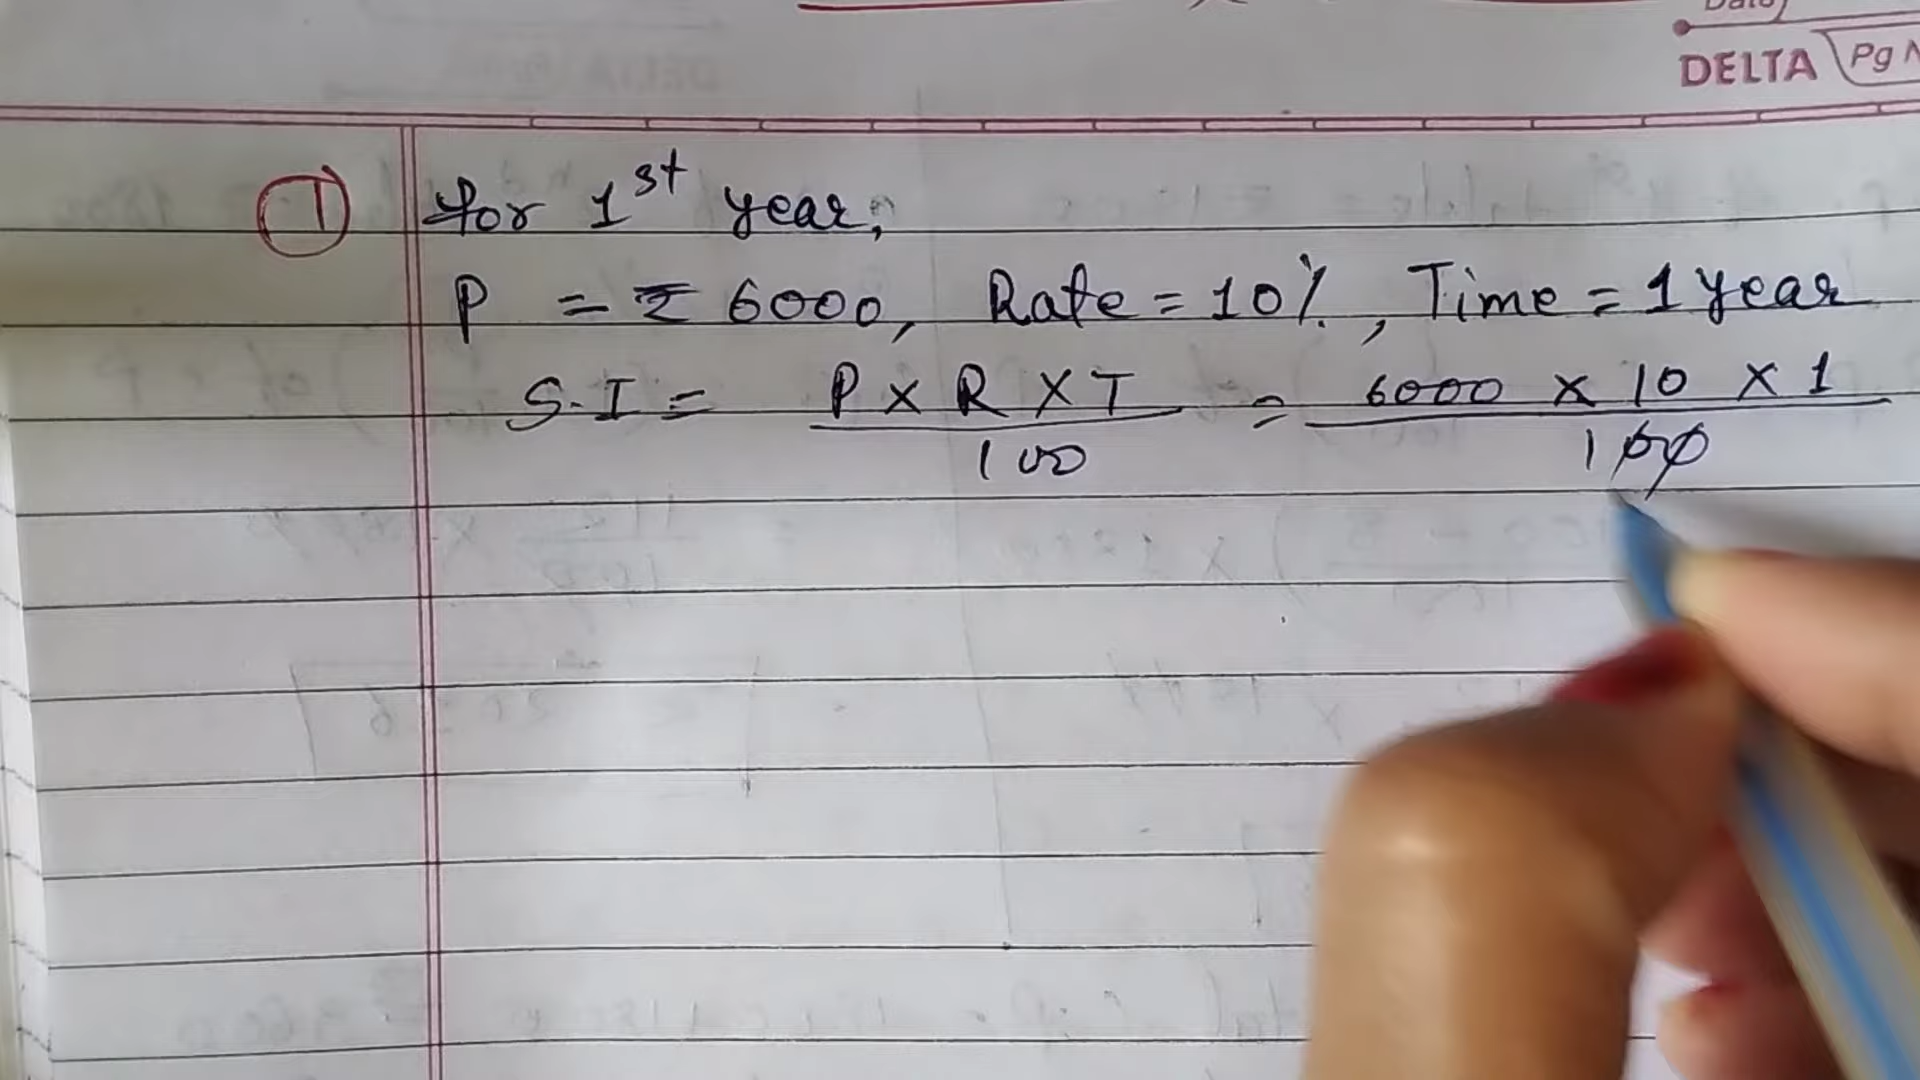 DELTA Pg
1 for 1st year,
P = ₹ 6000, Rate = 10%, Time = 1 year
S.I = P × R × T / 100 = 6000 × 10 × 1 / 100